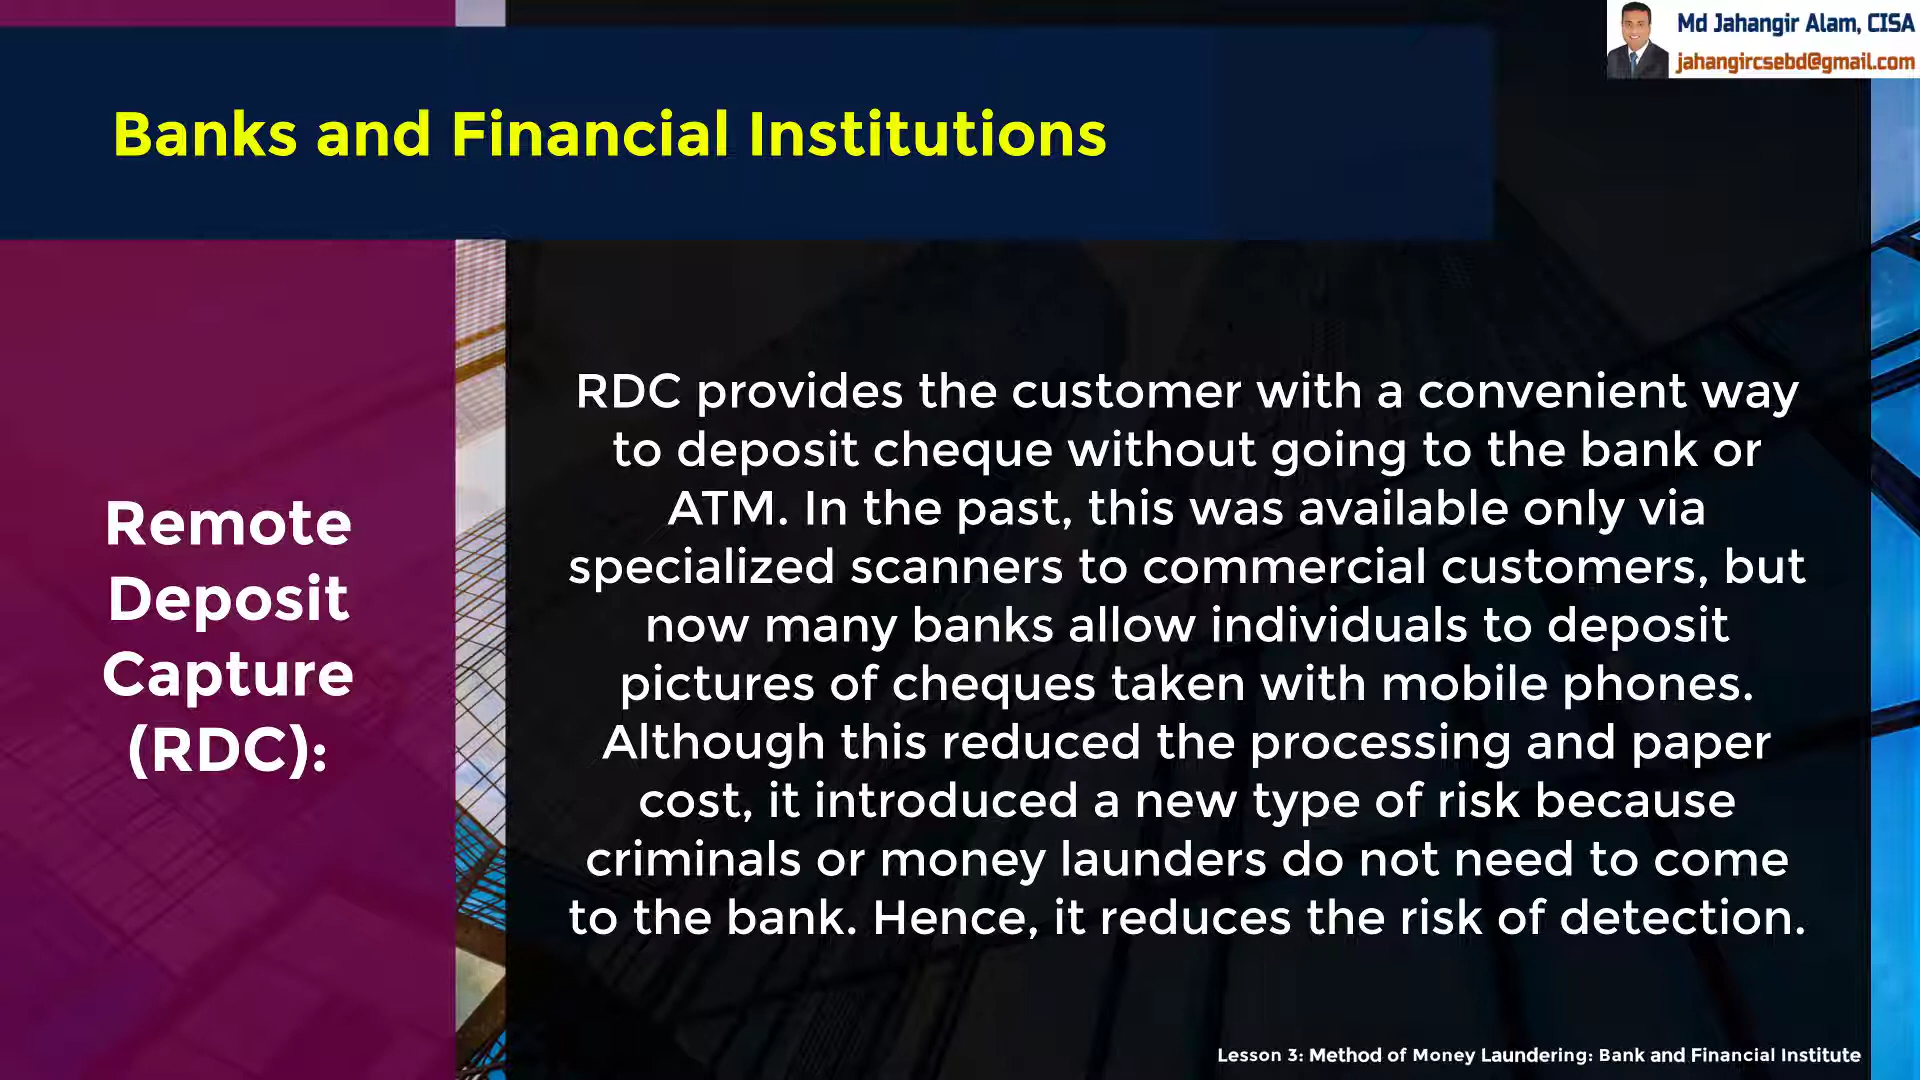 Md Jahangir Alam, CISA
jahangircsebd@gmail.com
Banks and Financial Institutions
Remote
Deposit
Capture
(RDC):
RDC provides the customer with a convenient way
to deposit cheque without going to the bank or
ATM. In the past, this was available only via
specialized scanners to commercial customers, but
now many banks allow individuals to deposit
pictures of cheques taken with mobile phones.
Although this reduced the processing and paper
cost, it introduced a new type of risk because
criminals or money launders do not need to come
to the bank. Hence, it reduces the risk of detection.
Lesson 3: Method of Money Laundering: Bank and Financial Institute